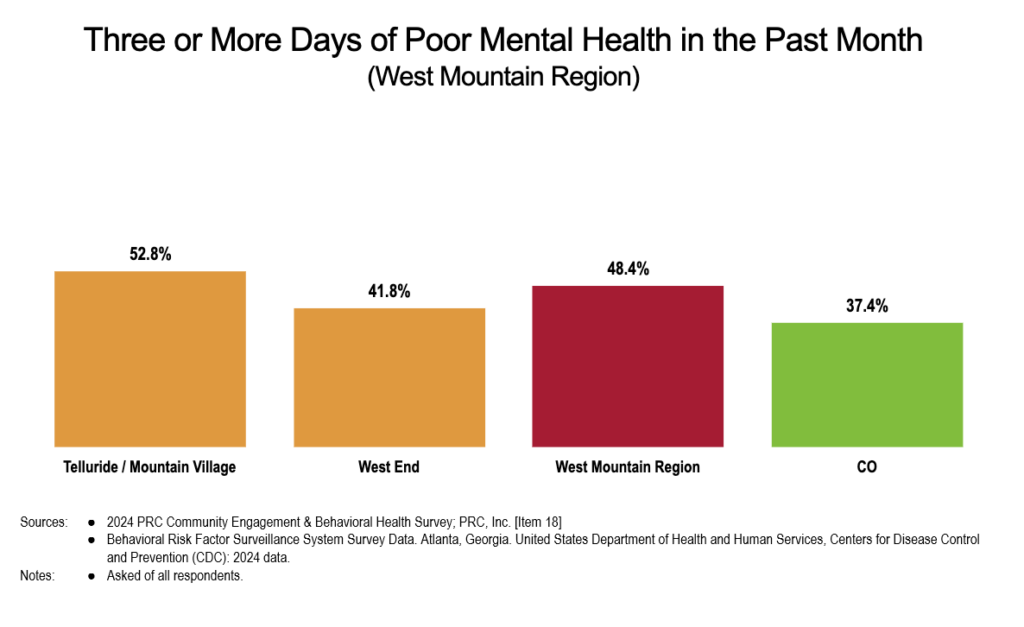 Three or More Days of Poor Mental Health in the Past Month
(West Mountain Region)
52.8%
41.8%
48.4%
37.4%
Telluride / Mountain Village
West End
West Mountain Region
CO
Sources: ● 2024 PRC Community Engagement & Behavioral Health Survey; PRC, Inc. [Item 18]
● Behavioral Risk Factor Surveillance System Survey Data. Atlanta, Georgia. United States Department of Health and Human Services, Centers for Disease Control
and Prevention (CDC): 2024 data.
Notes: ● Asked of all respondents.